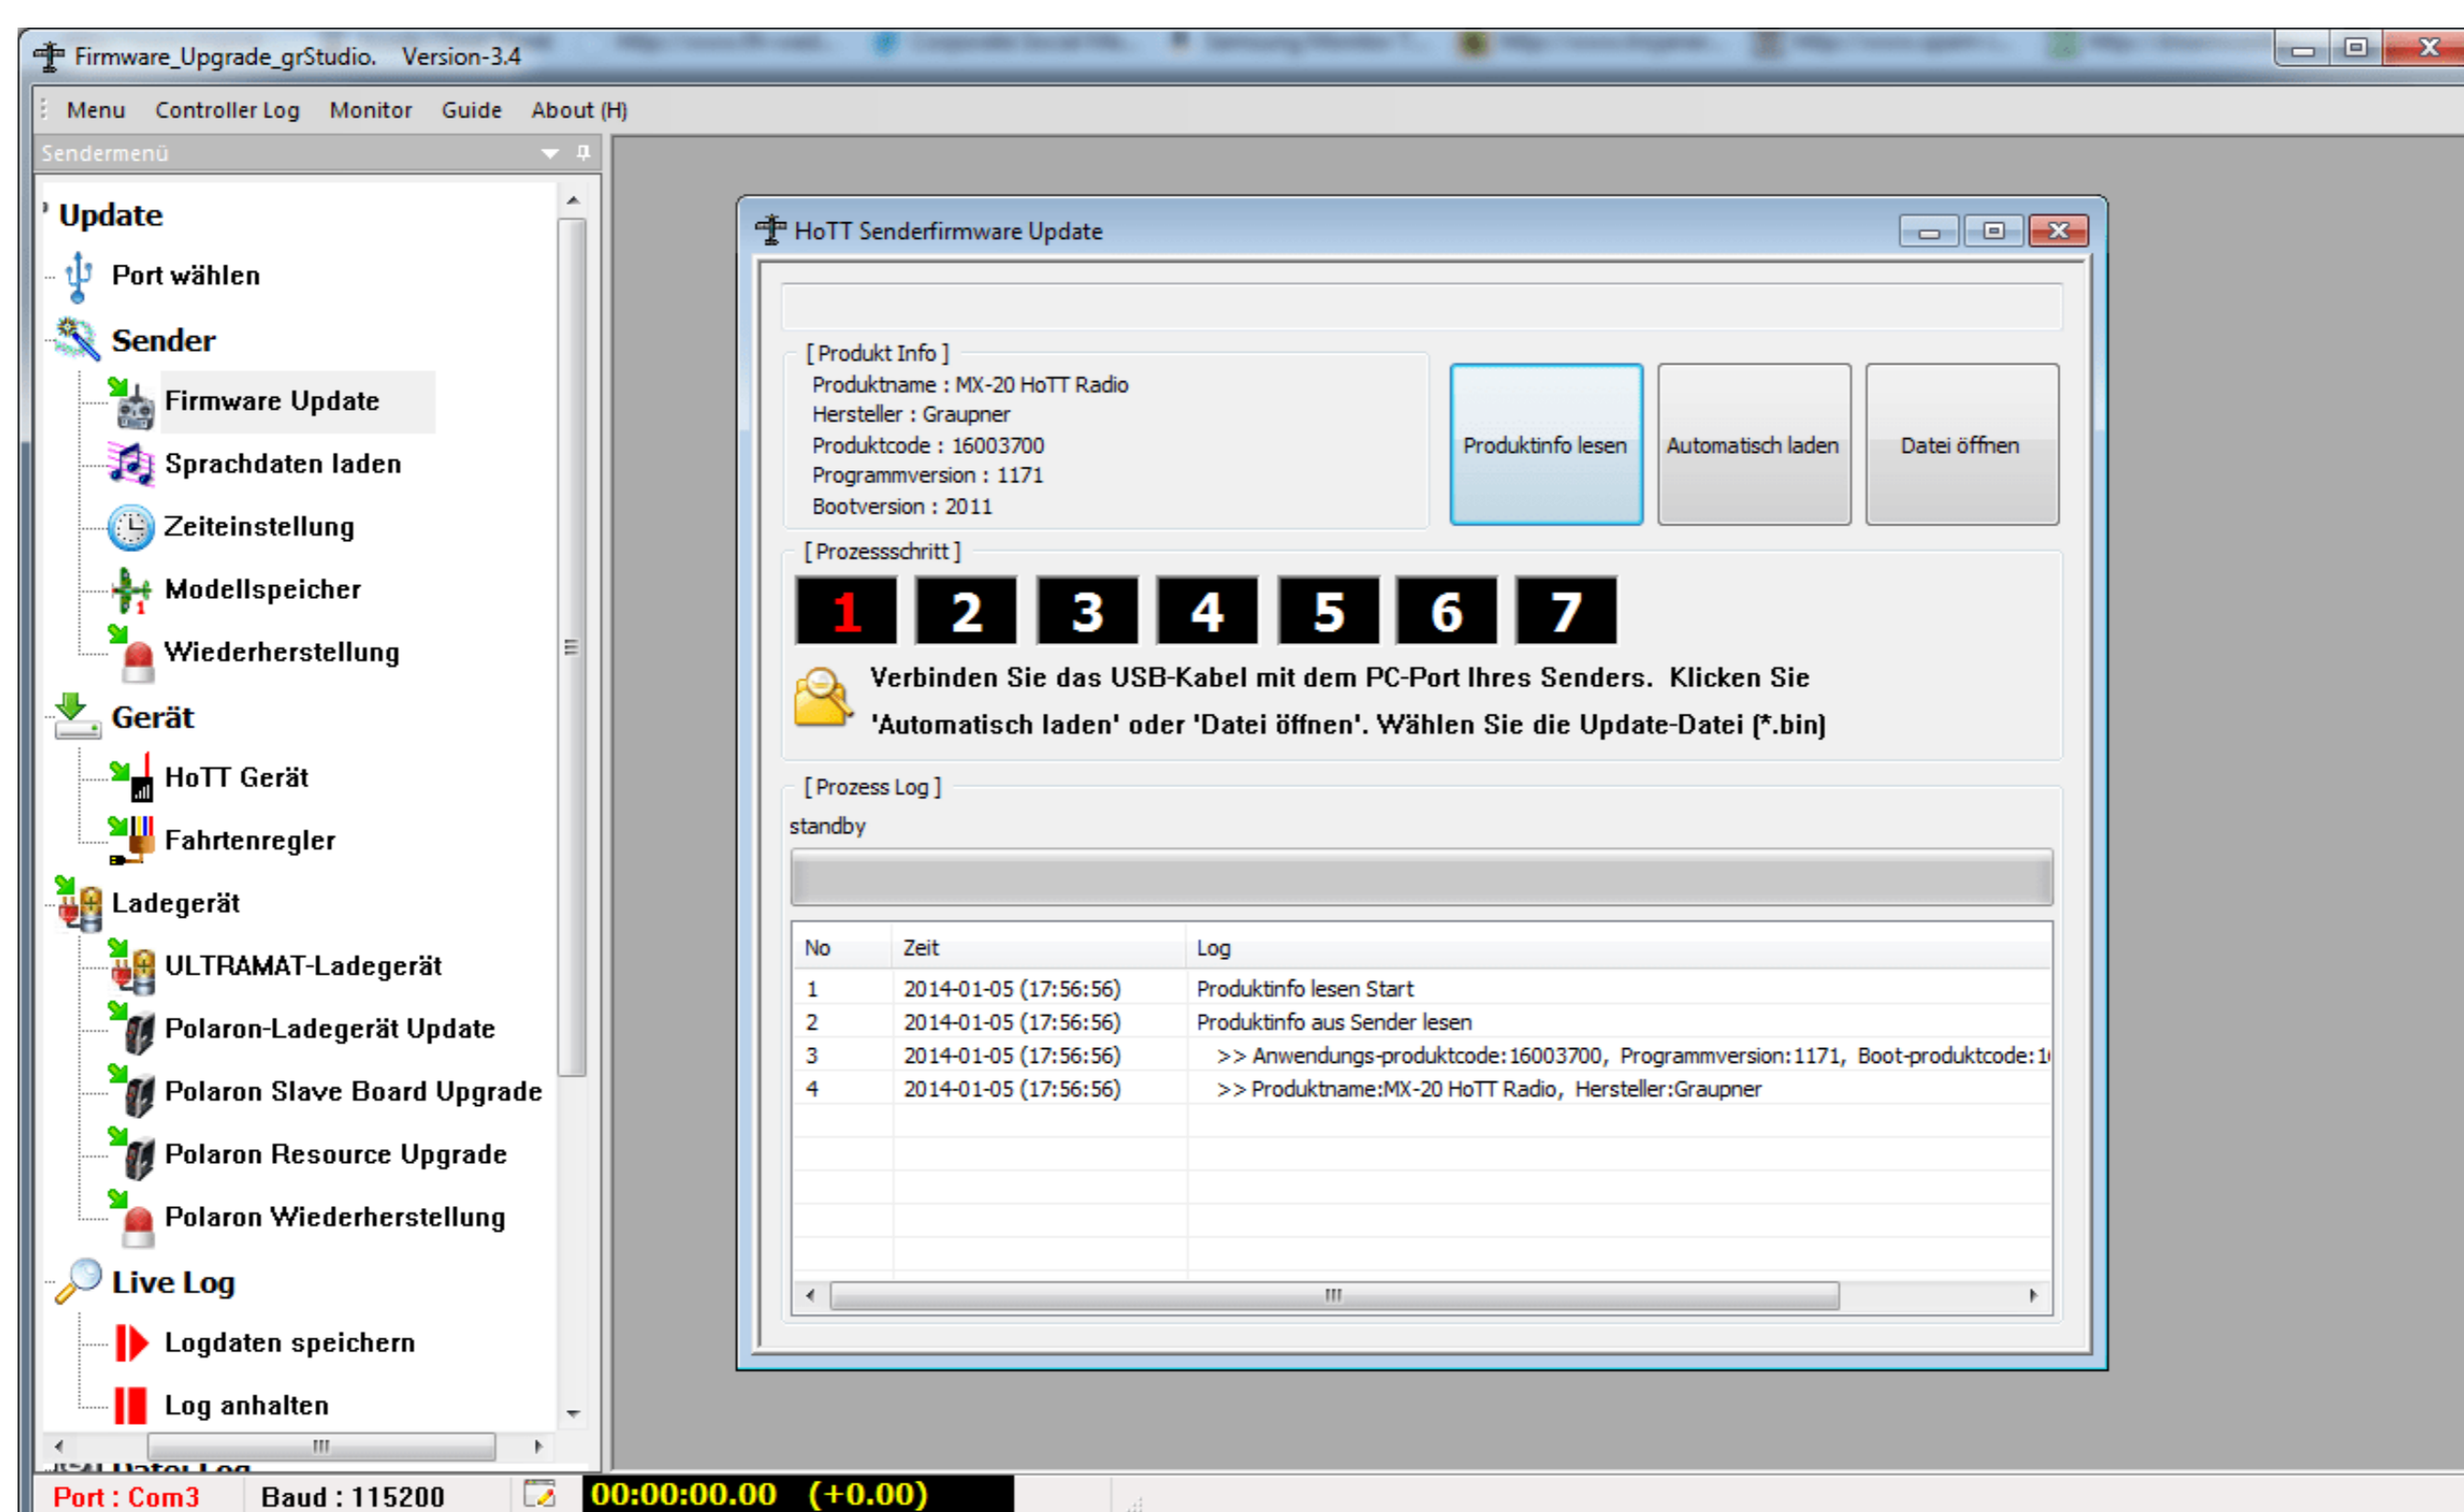 Firmware_Upgrade_grStudio. Version-3.4
Menu Controller Log Monitor Guide About (H)
Sendermenü
Update
Port wählen
Sender
Firmware Update
Sprachdaten laden
Zeiteinstellung
Modellspeicher
Wiederherstellung
Gerät
HoTT Gerät
Fahrtenregler
Ladegerät
ULTRAMAT-Ladegerät
Polaron-Ladegerät Update
Polaron Slave Board Upgrade
Polaron Resource Upgrade
Polaron Wiederherstellung
Live Log
Logdaten speichern
Log anhalten
Datei Log
Port : Com3 Baud : 115200 00:00:00.00 (+0.00)
HoTT Senderfirmware Update
[ Produkt Info ]
Produktname : MX-20 HoTT Radio
Hersteller : Graupner
Produktcode : 16003700
Programmversion : 1171
Bootversion : 2011
Produktinfo lesen Automatisch laden Datei öffnen
[ Prozessschritt ]
1 2 3 4 5 6 7
Verbinden Sie das USB-Kabel mit dem PC-Port Ihres Senders. Klicken Sie
'Automatisch laden' oder 'Datei öffnen'. Wählen Sie die Update-Datei (*.bin)
[ Prozess Log ]
standby
No Zeit Log
1 2014-01-05 (17:56:56) Produktinfo lesen Start
2 2014-01-05 (17:56:56) Produktinfo aus Sender lesen
3 2014-01-05 (17:56:56) >> Anwendungs-produktcode:16003700, Programmversion:1171, Boot-produktcode:1
4 2014-01-05 (17:56:56) >> Produktname:MX-20 HoTT Radio, Hersteller:Graupner